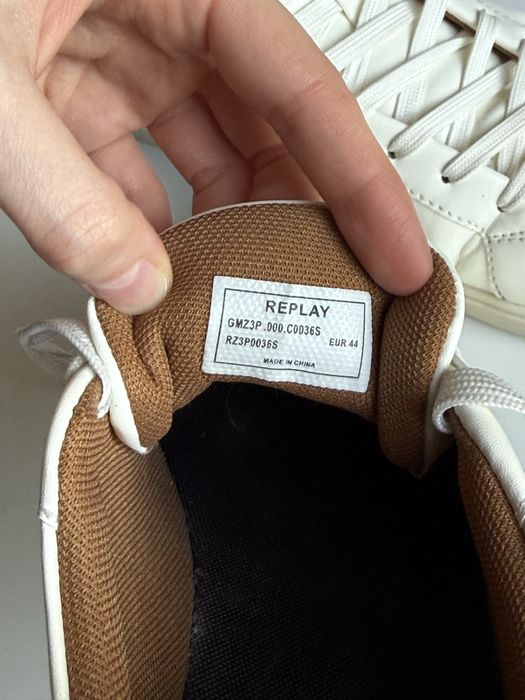 REPLAY
GMZ3P .000.C0036S
RZ3P0036S EUR 44
MADE IN CHINA